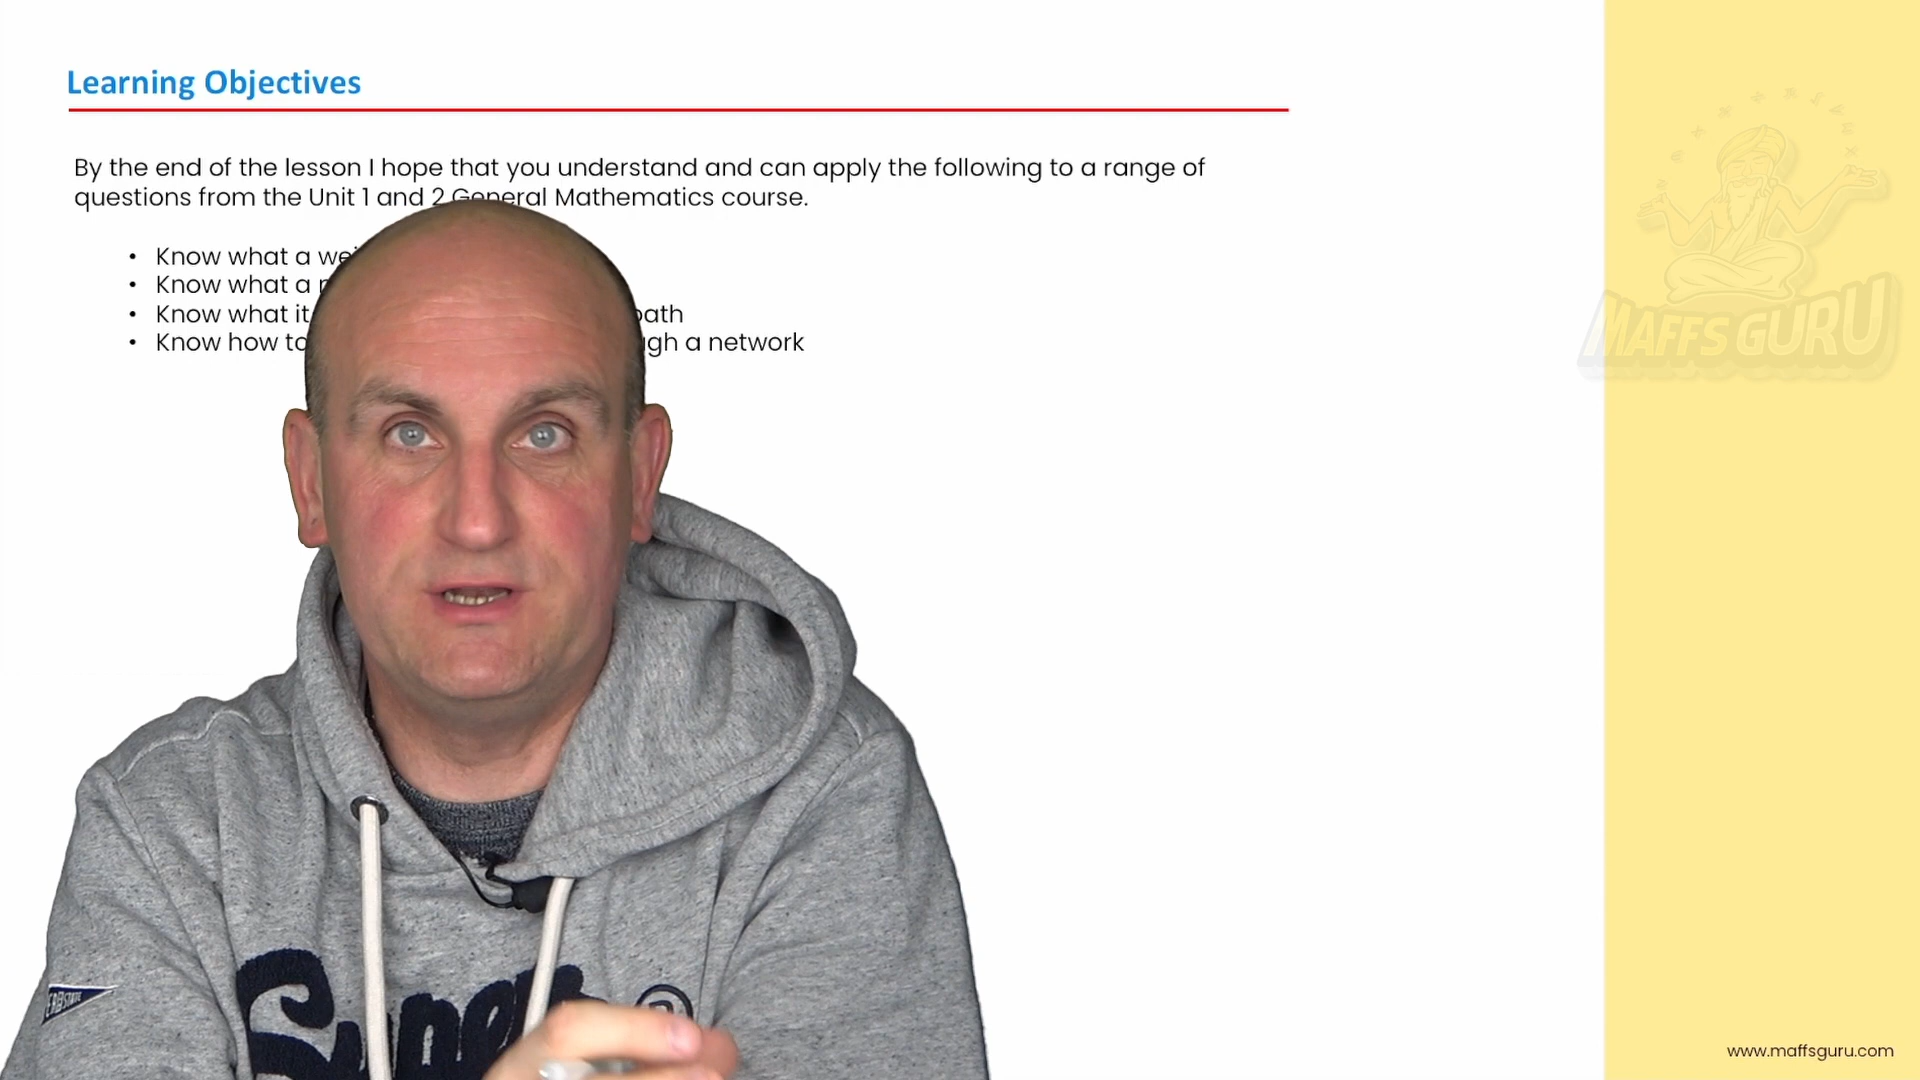 Learning Objectives
By the end of the lesson I hope that you understand and can apply the following to a range of
questions from the Unit 1 and 2 General Mathematics course.
• Know what a
• Know what a
• Know what it path
• Know how to a network
MAFFS GURU
Super
®
www.maffsguru.com